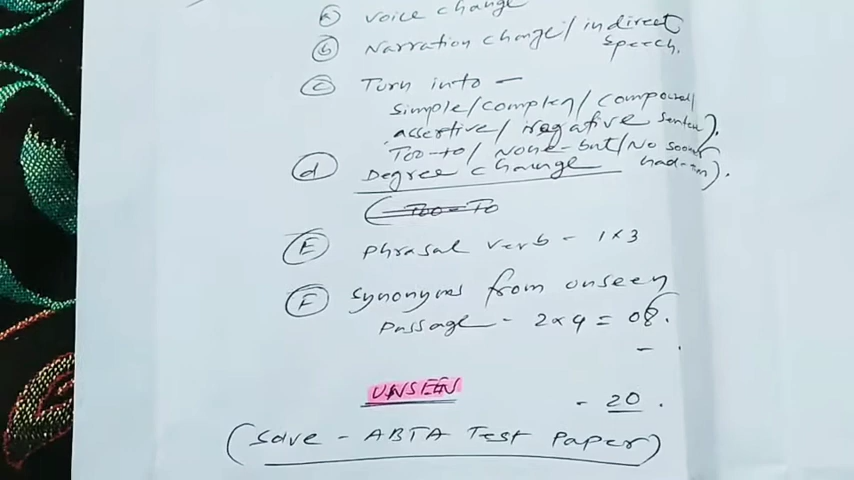 (a) Voice change
(b) Narration change/indirect
speech.
(c) Turn into -
Simple/complex/compound/
assertive/negative sentence).
Too-to/None-but/No sooner
had-
(d) Degree change
(Too-To
(E) Phrasal verb - 1x3
(F) Synonyms from unseen
passage - 2x4 = 08.
UNSEEN - 20.
(Solve - ABTA Test Paper)